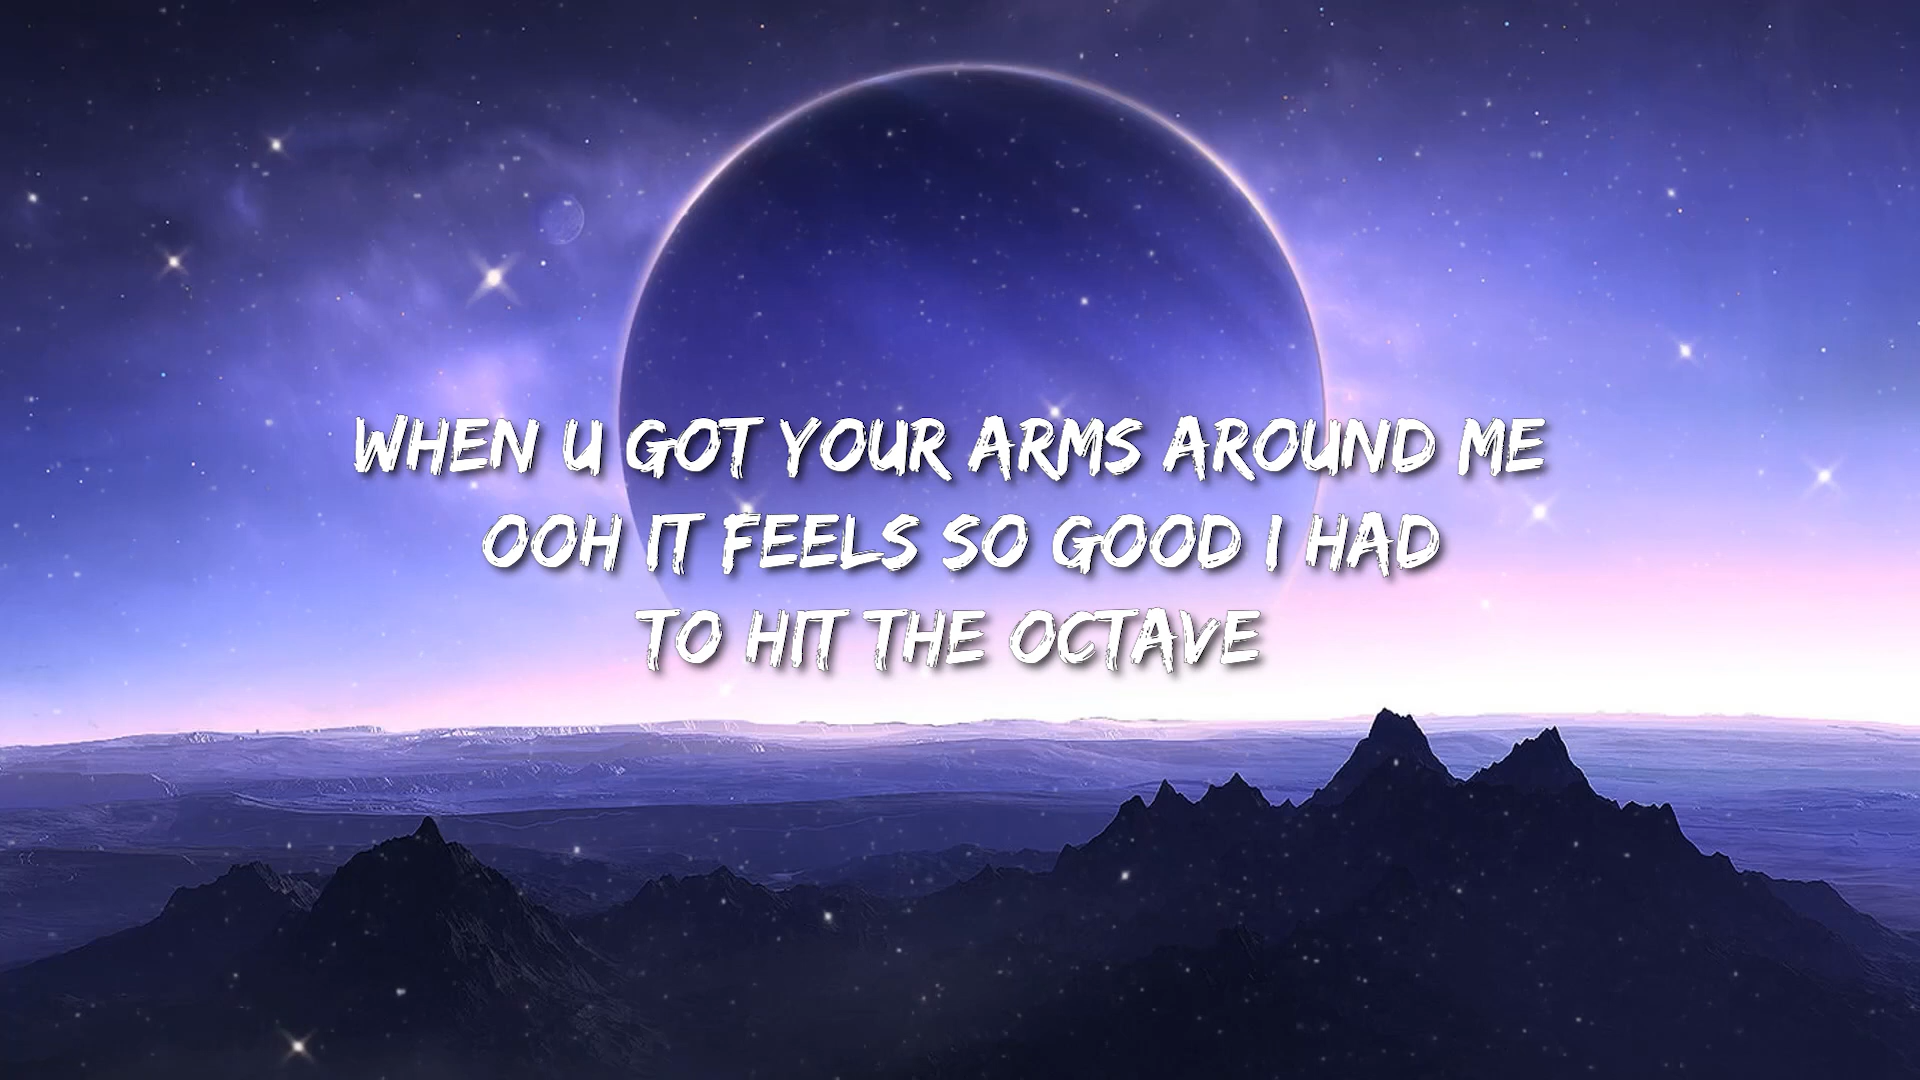 WHEN U GOT YOUR ARMS AROUND ME
OOH IT FEELS SO GOOD I HAD
TO HIT THE OCTAVE